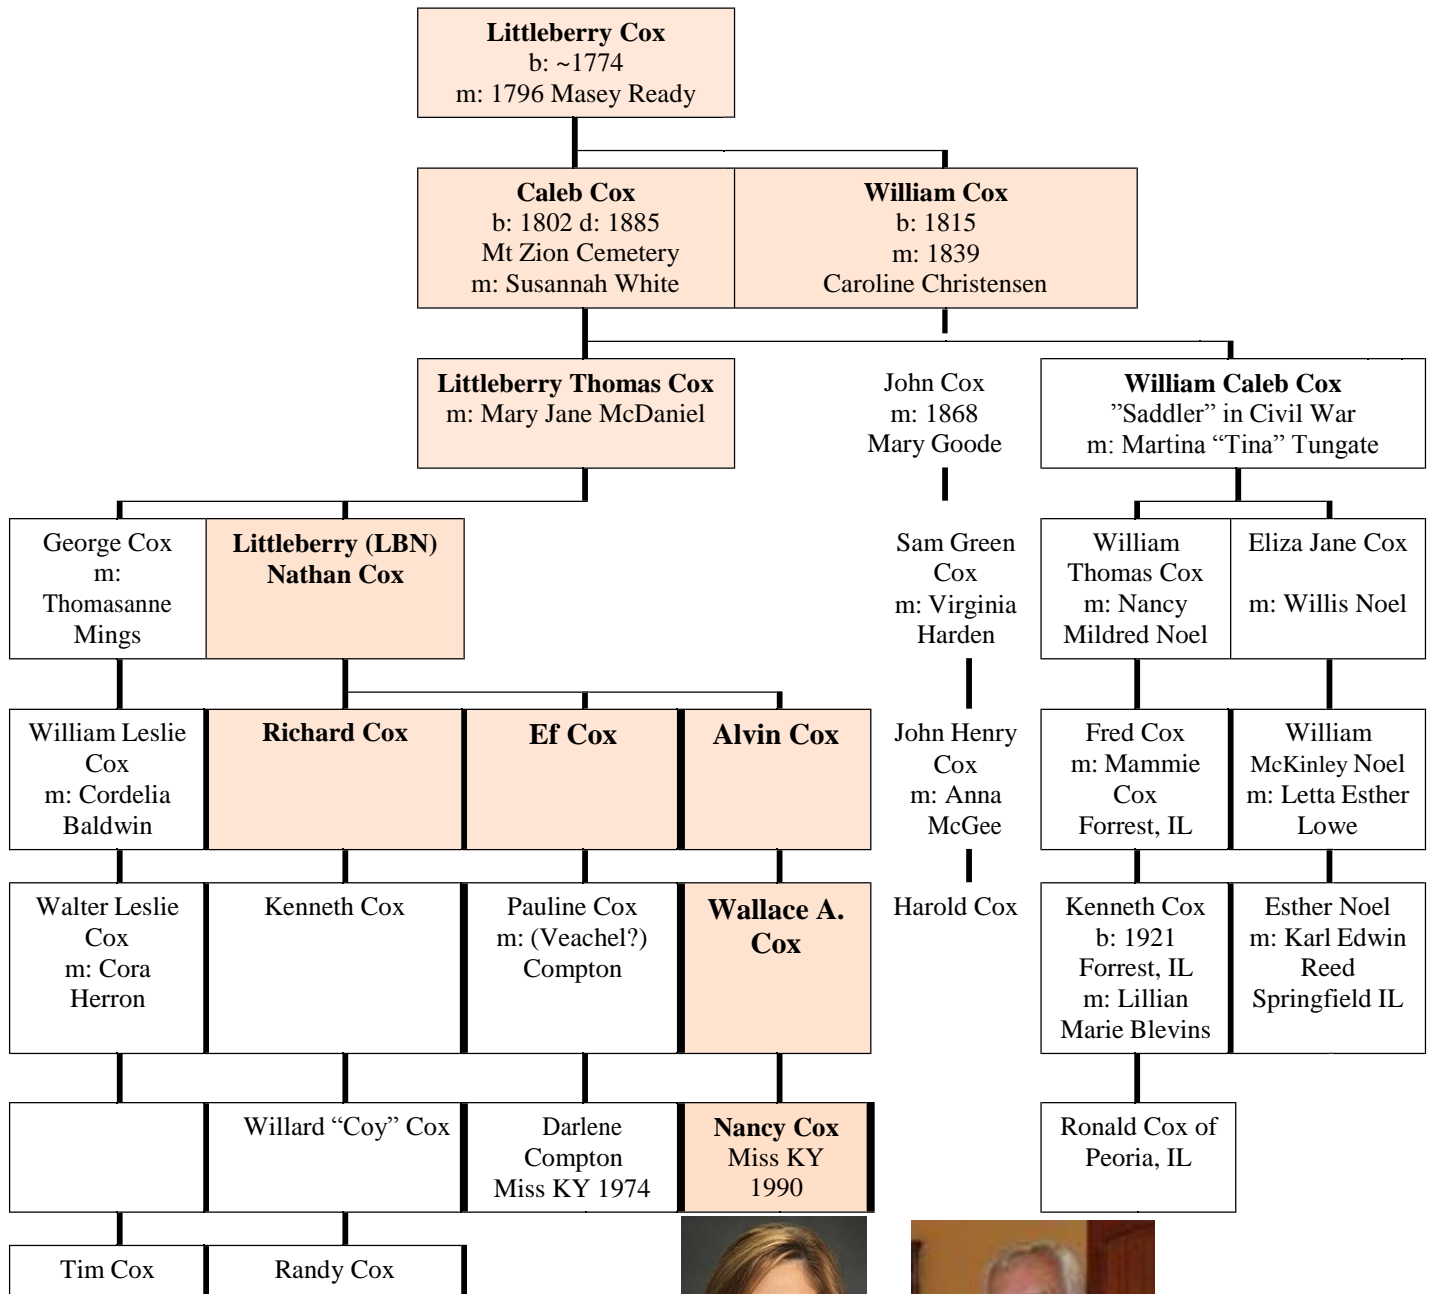 Littleberry Cox
b: ~1774
m: 1796 Masey Ready
Caleb Cox
b: 1802 d: 1885
Mt Zion Cemetery
m: Susannah White
William Cox
b: 1815
m: 1839
Caroline Christensen
Littleberry Thomas Cox
m: Mary Jane McDaniel
John Cox
m: 1868
Mary Goode
William Caleb Cox
”Saddler” in Civil War
m: Martina “Tina” Tungate
George Cox
m:
Thomasanne
Mings
Littleberry (LBN)
Nathan Cox
Sam Green
Cox
m: Virginia
Harden
William
Thomas Cox
m: Nancy
Mildred Noel
Eliza Jane Cox
m: Willis Noel
William Leslie
Cox
m: Cordelia
Baldwin
Richard Cox
Ef Cox
Alvin Cox
John Henry
Cox
m: Anna
McGee
Fred Cox
m: Mammie
Cox
Forrest, IL
William
McKinley Noel
m: Letta Esther
Lowe
Walter Leslie
Cox
m: Cora
Herron
Kenneth Cox
Pauline Cox
m: (Veachel?)
Compton
Wallace A.
Cox
Harold Cox
Kenneth Cox
b: 1921
Forrest, IL
m: Lillian
Marie Blevins
Esther Noel
m: Karl Edwin
Reed
Springfield IL
Willard “Coy” Cox
Darlene
Compton
Miss KY 1974
Nancy Cox
Miss KY
1990
Ronald Cox of
Peoria, IL
Tim Cox
Randy Cox